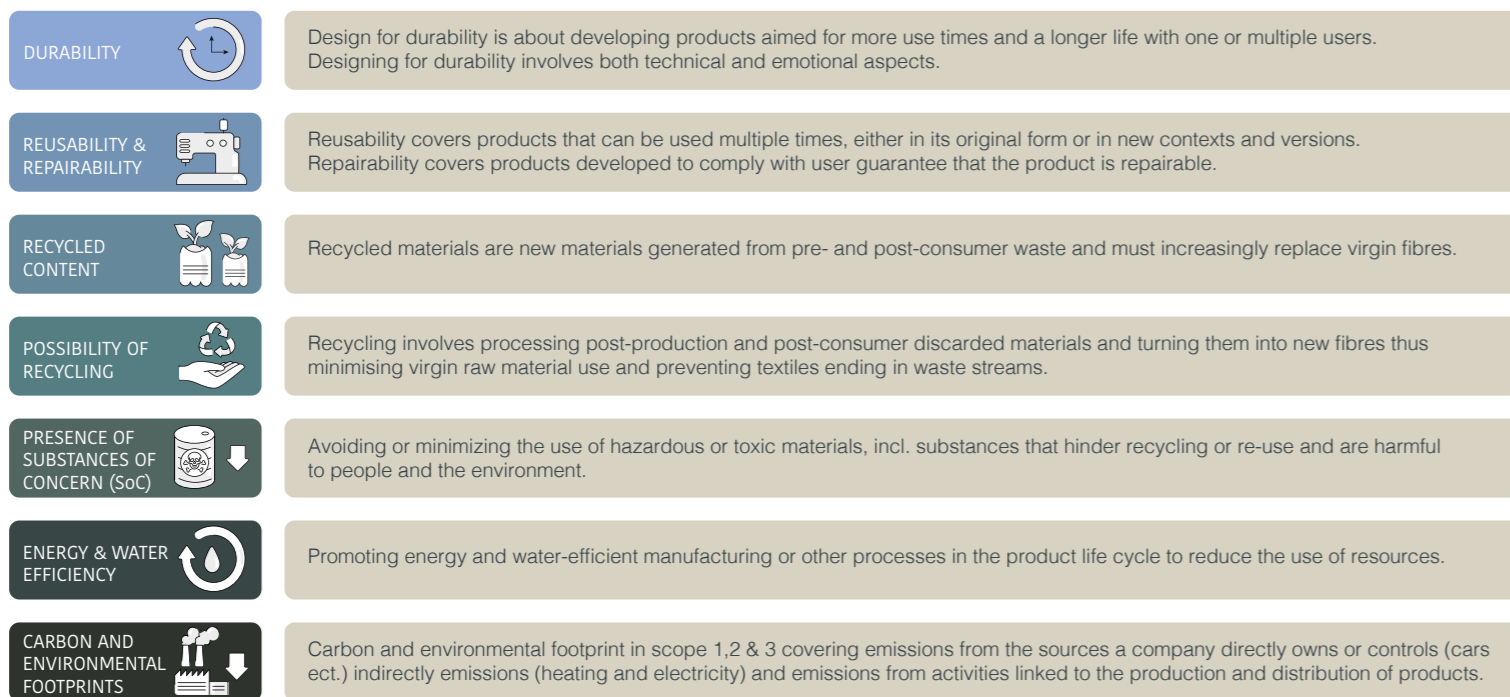 DURABILITY
Design for durability is about developing products aimed for more use times and a longer life with one or multiple users.
Designing for durability involves both technical and emotional aspects.
REUSABILITY &
REPAIRABILITY
Reusability covers products that can be used multiple times, either in its original form or in new contexts and versions.
Repairability covers products developed to comply with user guarantee that the product is repairable.
RECYCLED
CONTENT
Recycled materials are new materials generated from pre- and post-consumer waste and must increasingly replace virgin fibres.
POSSIBILITY OF
RECYCLING
Recycling involves processing post-production and post-consumer discarded materials and turning them into new fibres thus
minimising virgin raw material use and preventing textiles ending in waste streams.
PRESENCE OF
SUBSTANCES OF
CONCERN (SoC)
Avoiding or minimizing the use of hazardous or toxic materials, incl. substances that hinder recycling or re-use and are harmful
to people and the environment.
ENERGY & WATER
EFFICIENCY
Promoting energy and water-efficient manufacturing or other processes in the product life cycle to reduce the use of resources.
CARBON AND
ENVIRONMENTAL
FOOTPRINTS
Carbon and environmental footprint in scope 1,2 & 3 covering emissions from the sources a company directly owns or controls (cars
ect.) indirectly emissions (heating and electricity) and emissions from activities linked to the production and distribution of products.